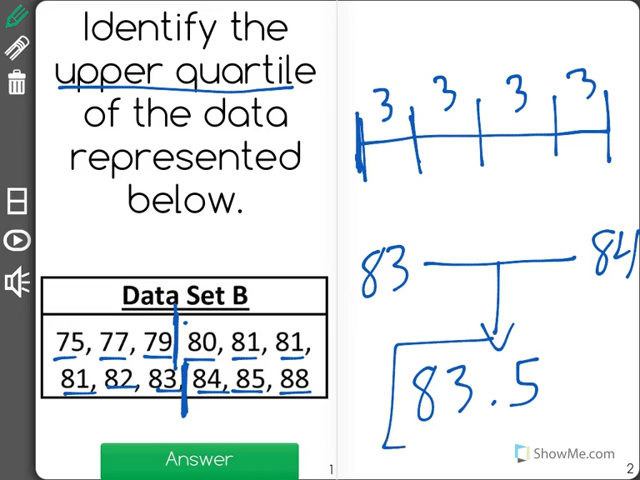 Identify the
upper quartile
of the data
represented
below.
Data Set B
75, 77, 79, 80, 81, 81,
81, 82, 83, 84, 85, 88
Answer
1
3 3 3 3
83 84
83.5
ShowMe.com
2